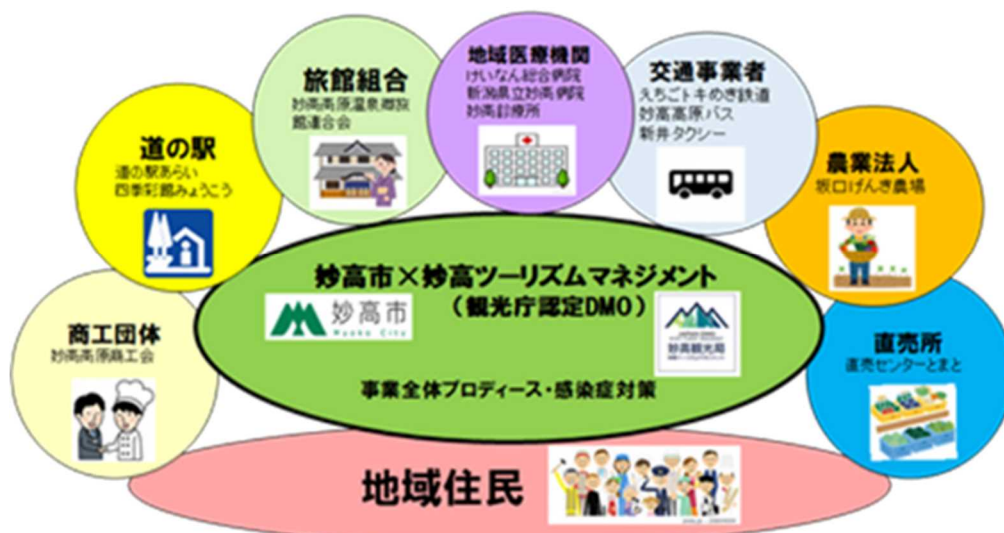 旅館組合
妙高高原温泉郷旅
館連合会
地域医療機関
けいなん総合病院
新潟県立妙高病院
妙高診療所
交通事業者
えちごトキめき鉄道
妙高高原バス
新井タクシー
道の駅
道の駅あらい
四季彩館みょうこう
農業法人
坂口げんき農場
商工団体
妙高高原商工会
妙高市×妙高ツーリズムマネジメント
(観光庁認定DMO)
妙高市
Myoko City
妙高観光局
事業全体プロディース・感染症対策
直売所
直売センターとまと
地域住民